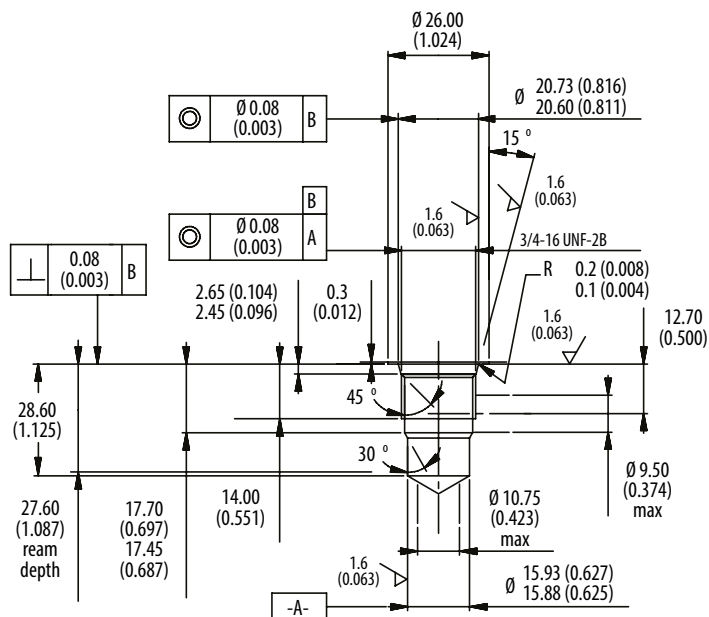 Ø 26.00
(1.024)
Ø 20.73 (0.816)
20.60 (0.811)
Ø 0.08
(0.003)
B
15 °
1.6
(0.063)
1.6
(0.063)
B
Ø 0.08
(0.003)
A
3/4-16 UNF-2B
0.08
(0.003)
B
R 0.2 (0.008)
0.1 (0.004)
2.65 (0.104)
2.45 (0.096)
0.3
(0.012)
1.6
(0.063)
12.70
(0.500)
45 °
28.60
(1.125)
30 °
Ø 9.50
(0.374)
max
27.60
(1.087)
ream
depth
17.70
(0.697)
17.45
(0.687)
14.00
(0.551)
Ø 10.75
(0.423)
max
1.6
(0.063)
Ø 15.93 (0.627)
15.88 (0.625)
-A-